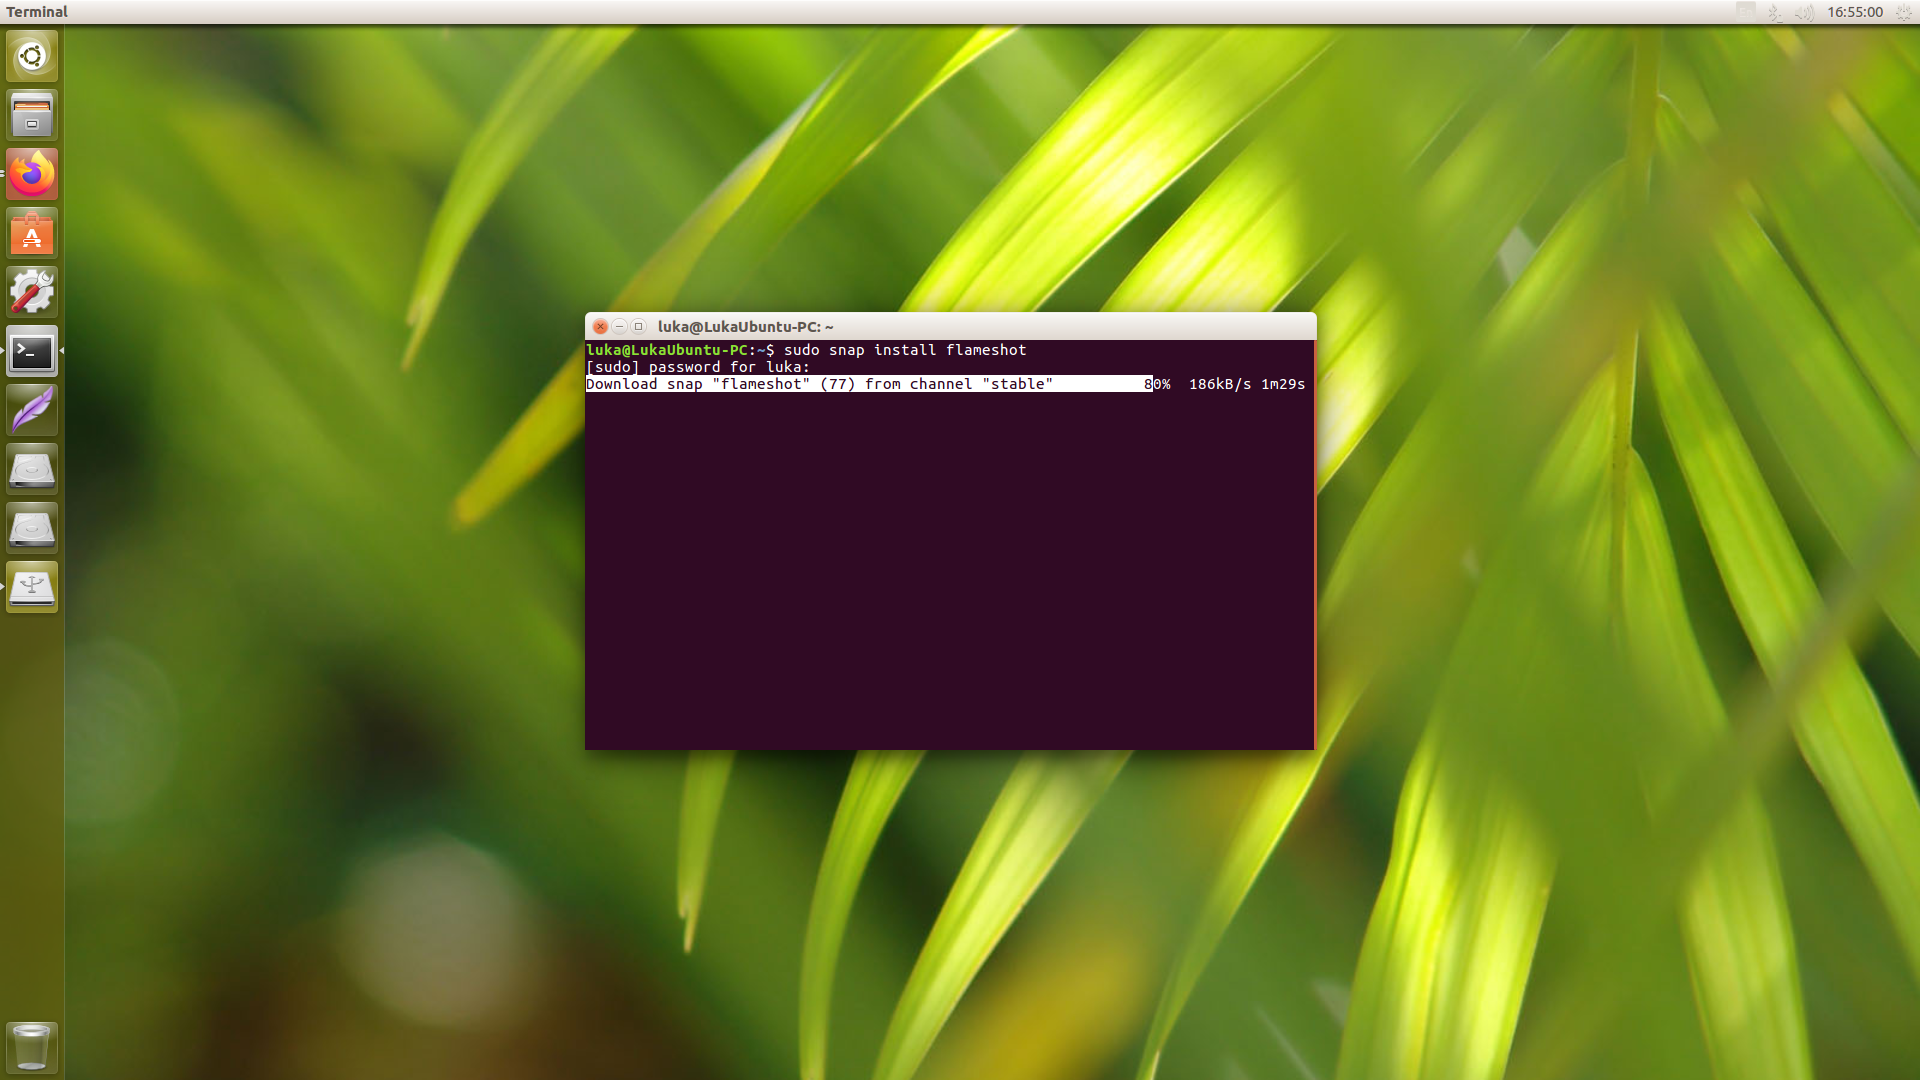 Terminal
16:55:00
luka@LukaUbuntu-PC: ~
luka@LukaUbuntu-PC:~$ sudo snap install flameshot
[sudo] password for luka:
Download snap "flameshot" (77) from channel "stable" 80% 186kB/s 1m29s